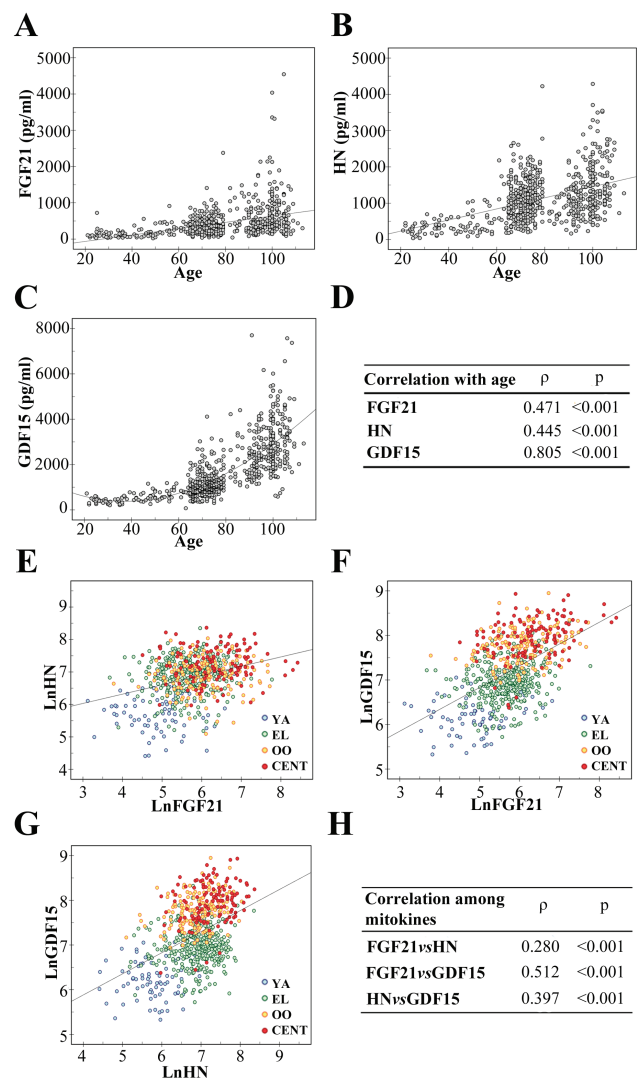 A
B
5000
4000
3000
2000
1000
0
FGF21 (pg/ml)
20 40 60 80 100
Age
5000
4000
3000
2000
1000
0
HN (pg/ml)
20 40 60 80 100
Age
C
D
8000
6000
4000
2000
0
GDF15 (pg/ml)
20 40 60 80 100
Age
Correlation with age ρ p
FGF21 0.471 <0.001
HN 0.445 <0.001
GDF15 0.805 <0.001
E
F
9
8
7
6
5
4
LnHN
YA
EL
OO
CENT
3 4 5 6 7 8
LnFGF21
9
8
7
6
5
LnGDF15
YA
EL
OO
CENT
3 4 5 6 7 8
LnFGF21
G
H
9
8
7
6
5
LnGDF15
YA
EL
OO
CENT
4 5 6 7 8 9
LnHN
Correlation among
mitokines ρ p
FGF21vsHN 0.280 <0.001
FGF21vsGDF15 0.512 <0.001
HNvsGDF15 0.397 <0.001